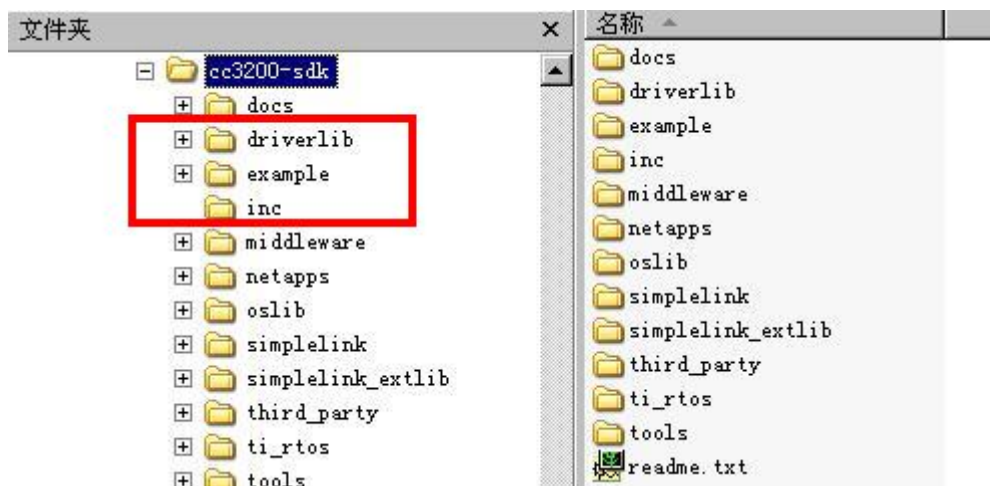 文件夹
cc3200-sdk
docs
driverlib
example
inc
middleware
netapps
oslib
simplelink
simplelink_extlib
third_party
ti_rtos
tools
名称
docs
driverlib
example
inc
middleware
netapps
oslib
simplelink
simplelink_extlib
third_party
ti_rtos
tools
readme.txt